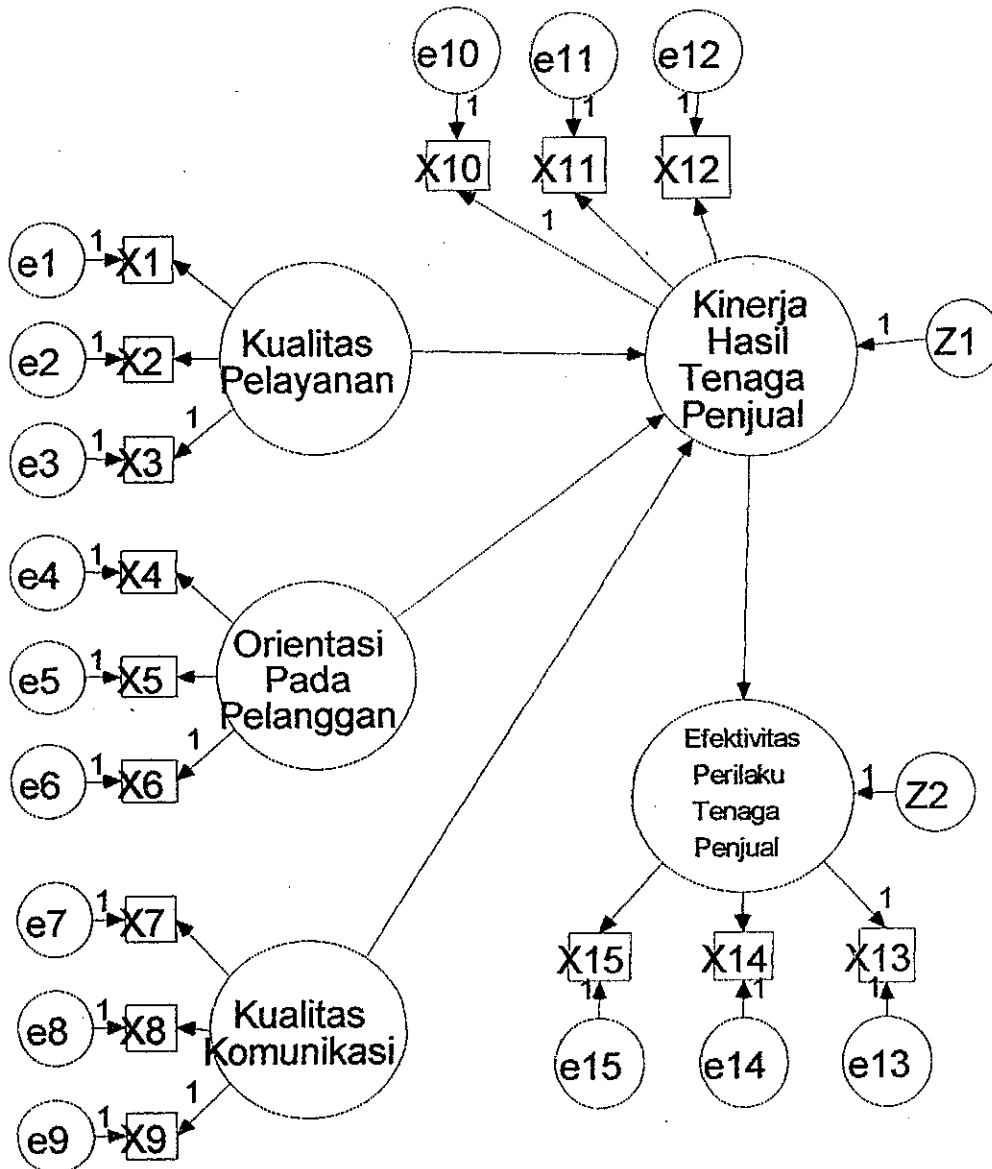 e10
e11
e12
1
1
1
X10
X11
X12
1
e1
1
X1
e2
1
X2
e3
1
X3
1
Kualitas
Pelayanan
Kinerja
Hasil
Tenaga
Penjual
1
Z1
e4
1
X4
e5
1
X5
e6
1
X6
1
Orientasi
Pada
Pelanggan
Efektivitas
Perilaku
Tenaga
Penjual
1
Z2
e7
1
X7
e8
1
X8
e9
1
X9
1
Kualitas
Komunikasi
1
X15
X14
X13
1
1
1
e15
e14
e13